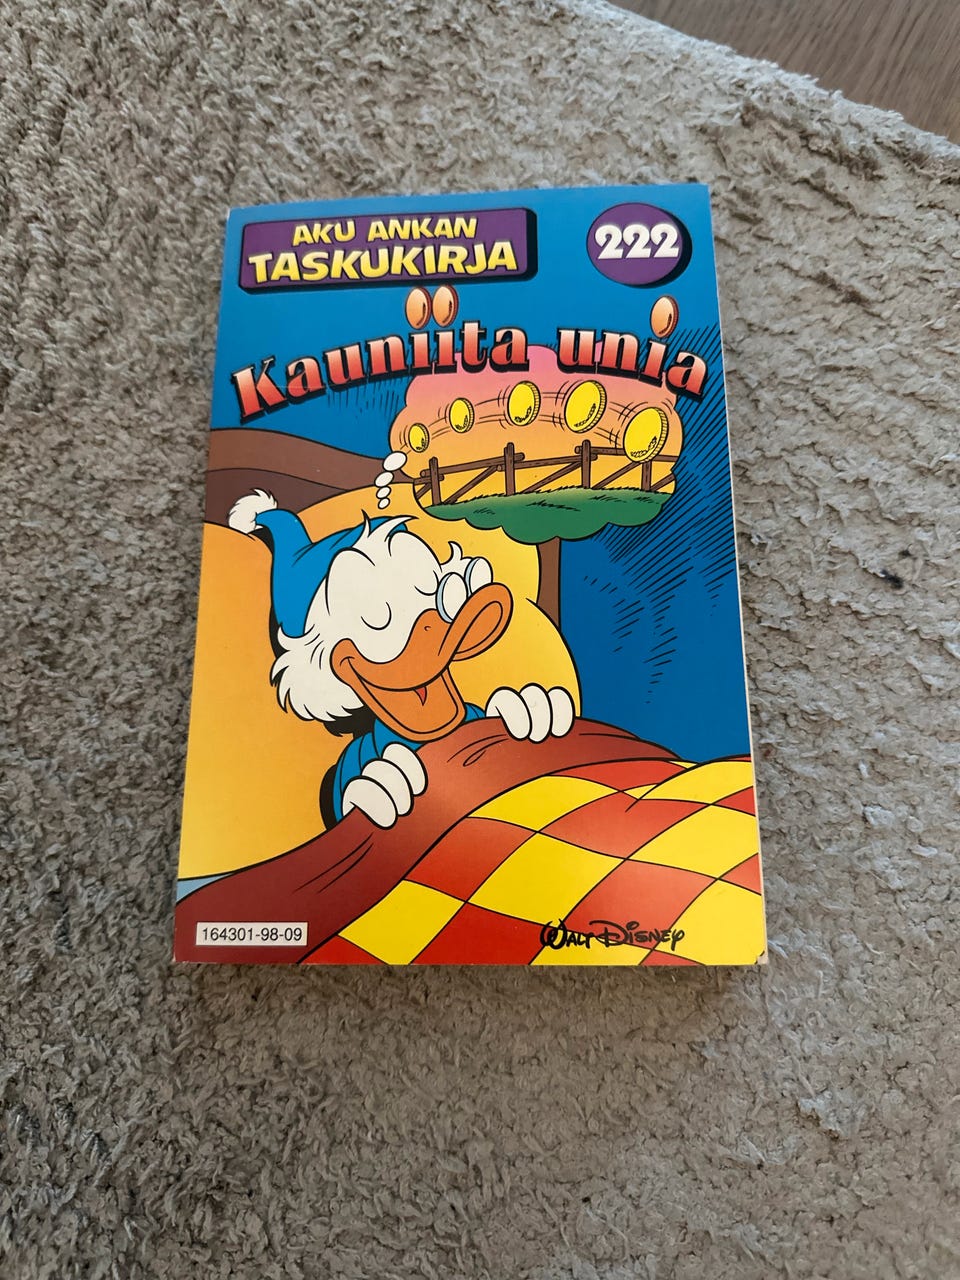 AKU ANKAN
TASKUKIRJA
222
Kauniita unia
164301-98-09
WALT DISNEY